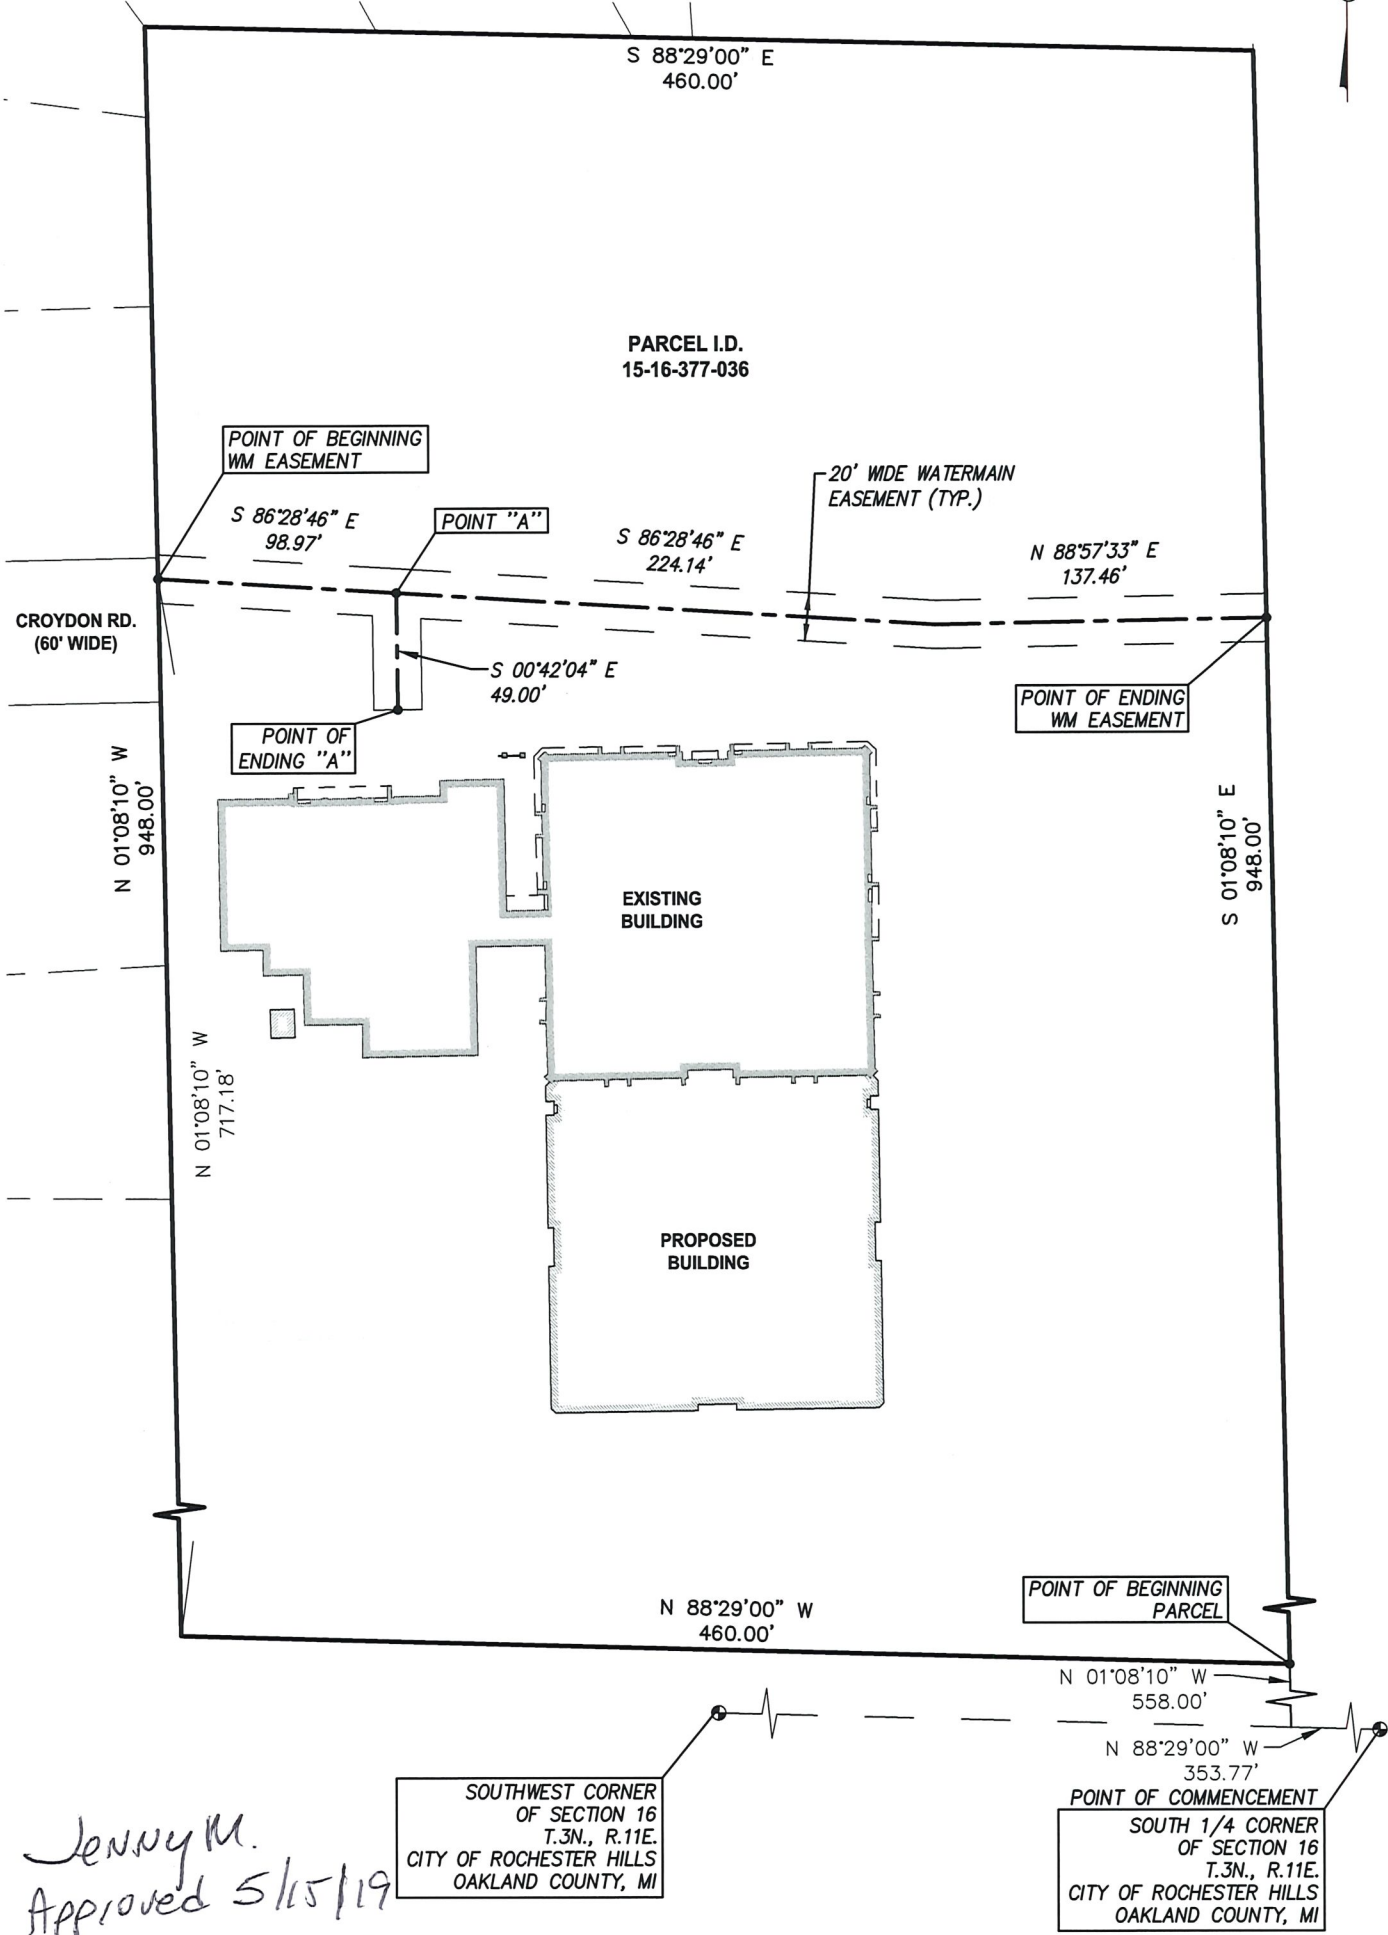 S 88°29'00" E
460.00'
PARCEL I.D.
15-16-377-036
POINT OF BEGINNING
WM EASEMENT
20' WIDE WATERMAIN
EASEMENT (TYP.)
S 86°28'46" E
98.97'
POINT "A"
S 86°28'46" E
224.14'
N 88°57'33" E
137.46'
CROYDON RD.
(60' WIDE)
S 00°42'04" E
49.00'
POINT OF ENDING
WM EASEMENT
POINT OF
ENDING "A"
N 01°08'10" W
948.00'
S 01°08'10" E
948.00'
EXISTING
BUILDING
N 01°08'10" W
717.18'
PROPOSED
BUILDING
N 88°29'00" W
460.00'
POINT OF BEGINNING
PARCEL
N 01°08'10" W
558.00'
N 88°29'00" W
353.77'
POINT OF COMMENCEMENT
SOUTHWEST CORNER
OF SECTION 16
T.3N., R.11E.
CITY OF ROCHESTER HILLS
OAKLAND COUNTY, MI
SOUTH 1/4 CORNER
OF SECTION 16
T.3N., R.11E.
CITY OF ROCHESTER HILLS
OAKLAND COUNTY, MI
Jenny M.
Approved 5/15/19